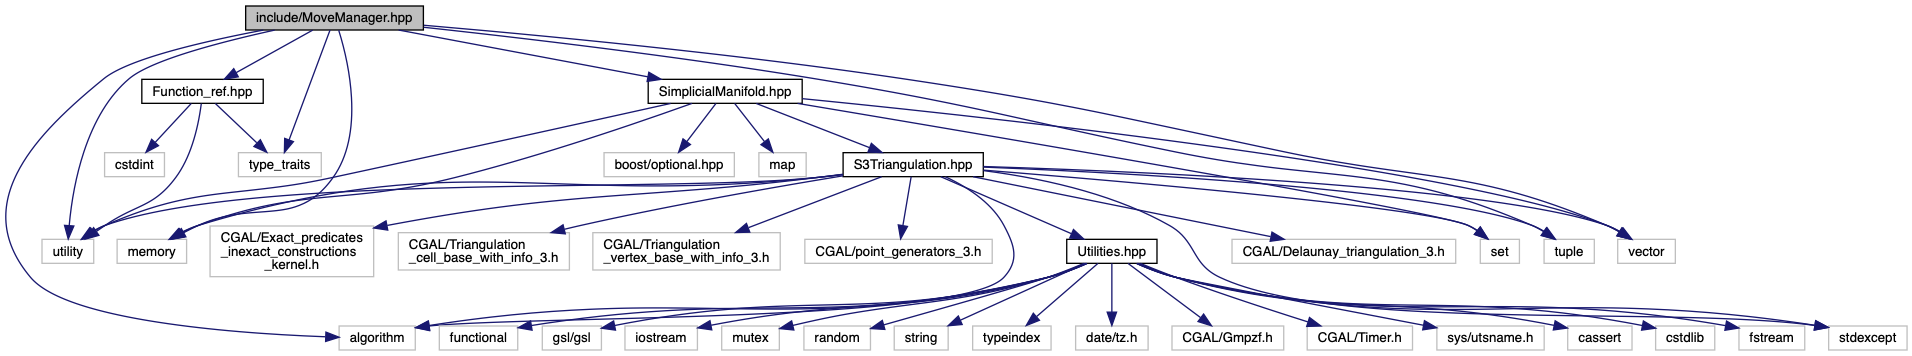 include/MoveManager.hpp
Function_ref.hpp
SimplicialManifold.hpp
cstdint
type_traits
boost/optional.hpp
map
S3Triangulation.hpp
utility
memory
CGAL/Exact_predicates
_inexact_constructions
_kernel.h
CGAL/Triangulation
_cell_base_with_info_3.h
CGAL/Triangulation
_vertex_base_with_info_3.h
CGAL/point_generators_3.h
Utilities.hpp
CGAL/Delaunay_triangulation_3.h
set
tuple
vector
algorithm
functional
gsl/gsl
iostream
mutex
random
string
typeindex
date/tz.h
CGAL/Gmpzf.h
CGAL/Timer.h
sys/utsname.h
cassert
cstdlib
fstream
stdexcept